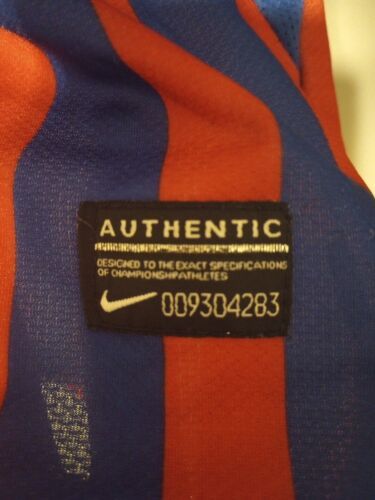 AUTHENTIC
DESIGNED TO THE EXACT SPECIFICATIONS
OF CHAMPIONSHIP ATHLETES
009304283